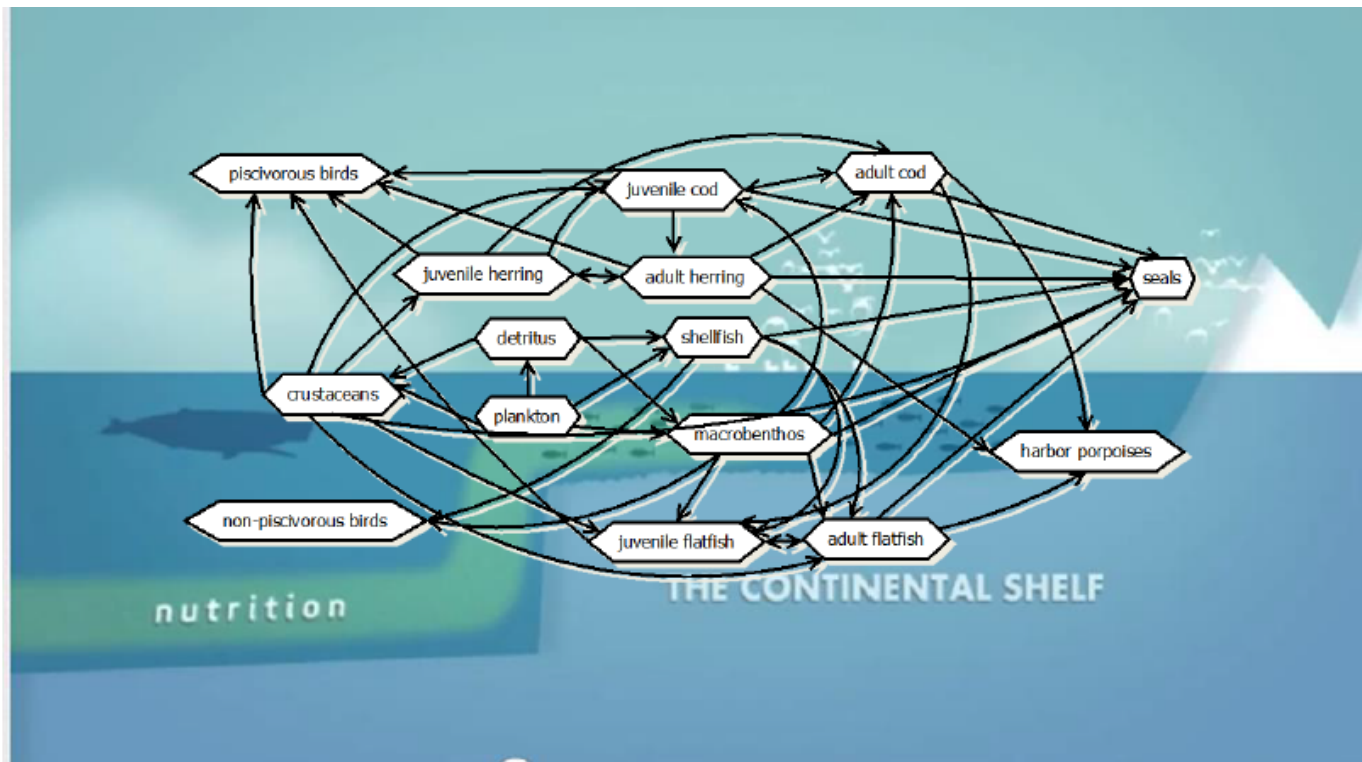 piscivorous birds
juvenile cod
adult cod
juvenile herring
adult herring
seals
detritus
shellfish
crustaceans
plankton
macrobenthos
harbor porpoises
non-piscivorous birds
juvenile flatfish
adult flatfish
THE CONTINENTAL SHELF
nutrition